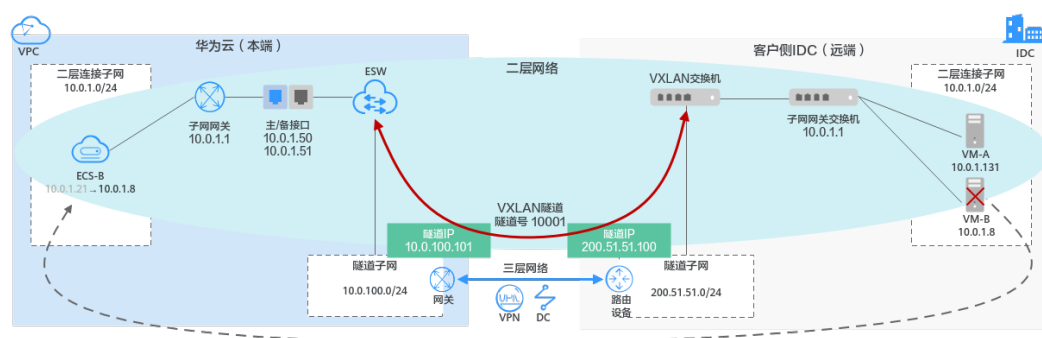 VPC
华为云（本端）
客户侧IDC（远端）
IDC
二层连接子网
10.0.1.0/24
ESW
二层网络
VXLAN交换机
二层连接子网
10.0.1.0/24
子网网关
10.0.1.1
主/备接口
10.0.1.50
10.0.1.51
子网网关交换机
10.0.1.1
ECS-B
10.0.1.21→10.0.1.8
VM-A
10.0.1.131
VM-B
10.0.1.8
VXLAN隧道
隧道号 10001
隧道IP
10.0.100.101
隧道IP
200.51.51.100
隧道子网
10.0.100.0/24
网关
三层网络
VPN
DC
路由
设备
隧道子网
200.51.51.0/24